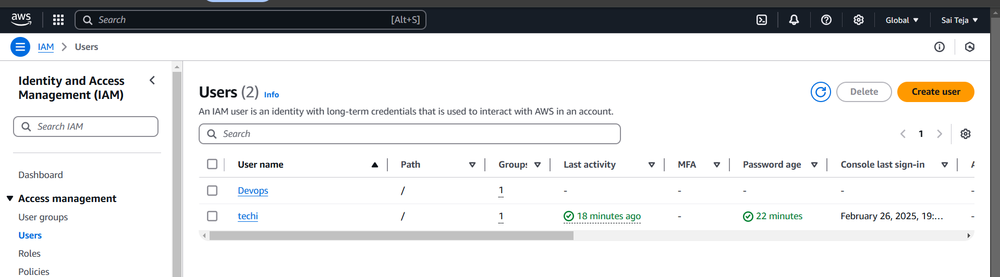 aws Search [Alt+S] Global Sai Teja
IAM Users
Identity and Access
Management (IAM)
Search IAM
Dashboard
Access management
User groups
Users
Roles
Policies
Users (2) Info Delete Create user
An IAM user is an identity with long-term credentials that is used to interact with AWS in an account.
Search 1
User name Path Groups Last activity MFA Password age Console last sign-in
Devops / 1 - - - - -
techi / 1 18 minutes ago - 22 minutes February 26, 2025, 19:... -